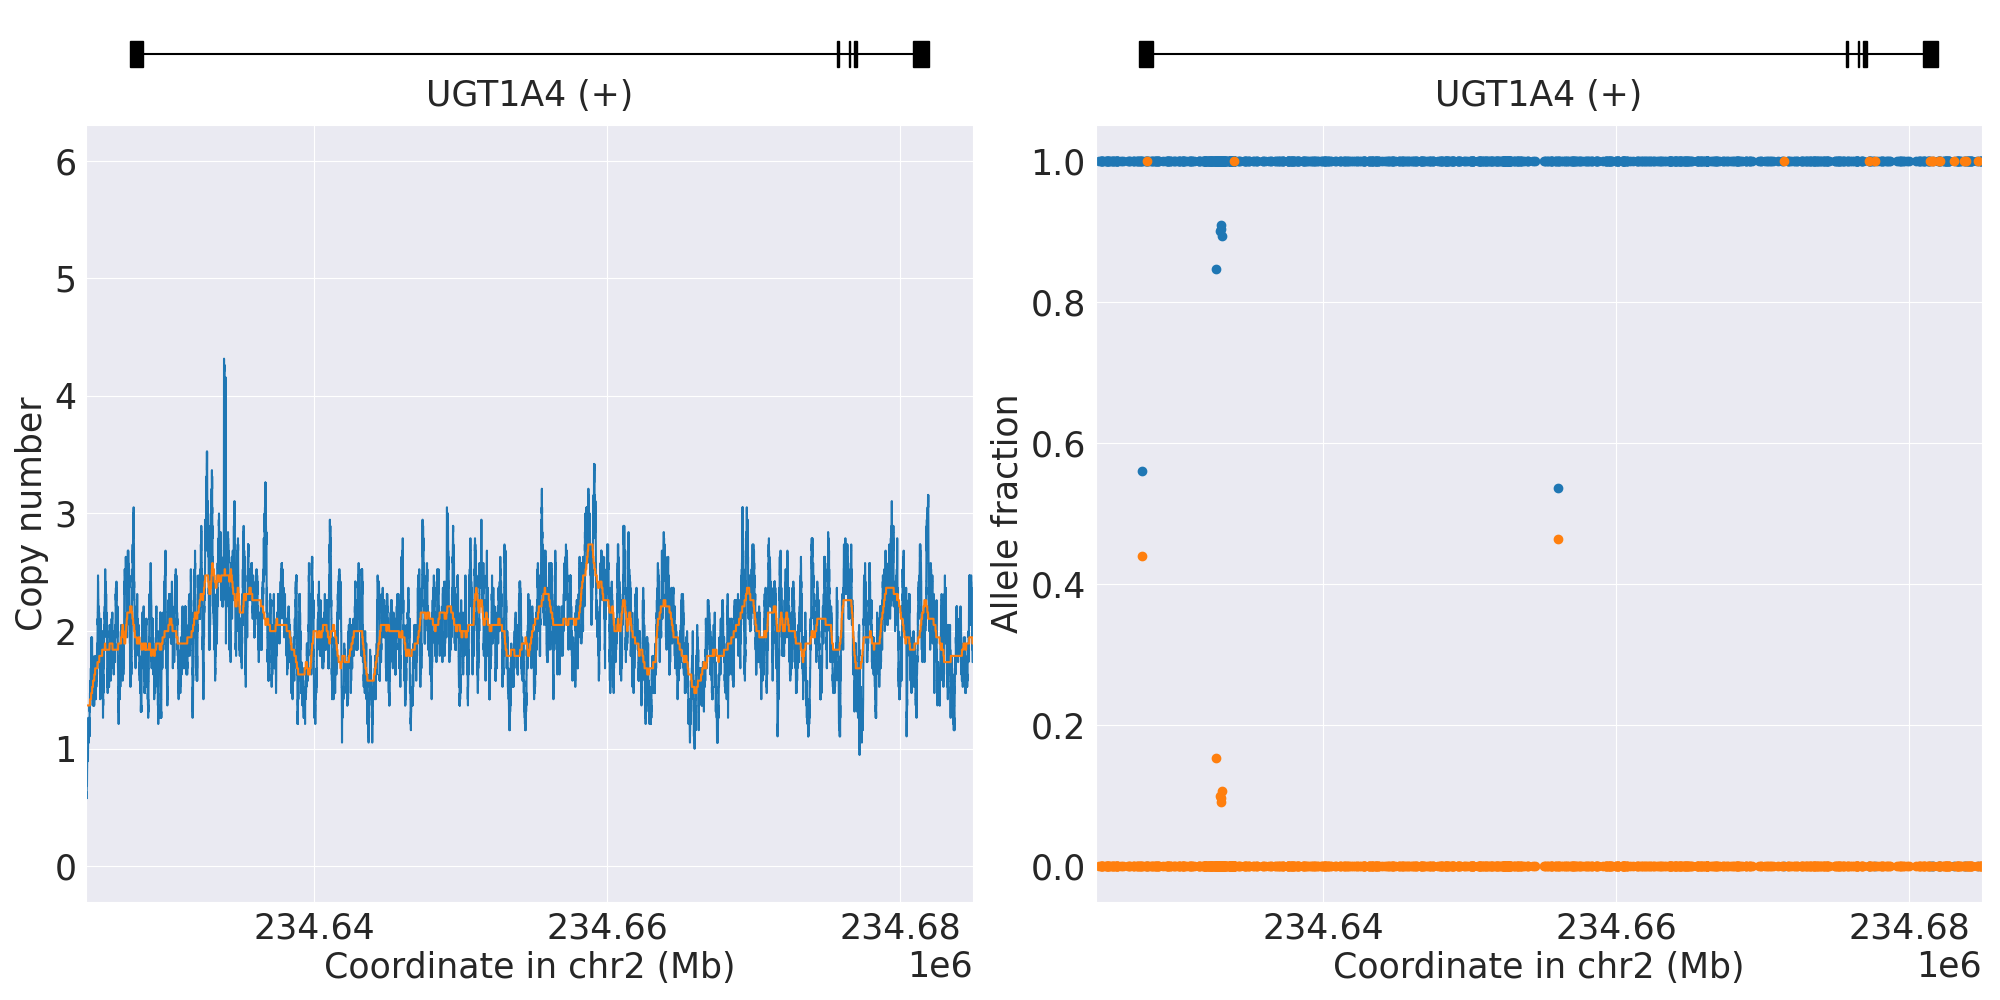 UGT1A4 (+)
Copy number
6
5
4
3
2
1
0
234.64 234.66 234.68
Coordinate in chr2 (Mb)
1e6
UGT1A4 (+)
Allele fraction
1.0
0.8
0.6
0.4
0.2
0.0
234.64 234.66 234.68
Coordinate in chr2 (Mb)
1e6